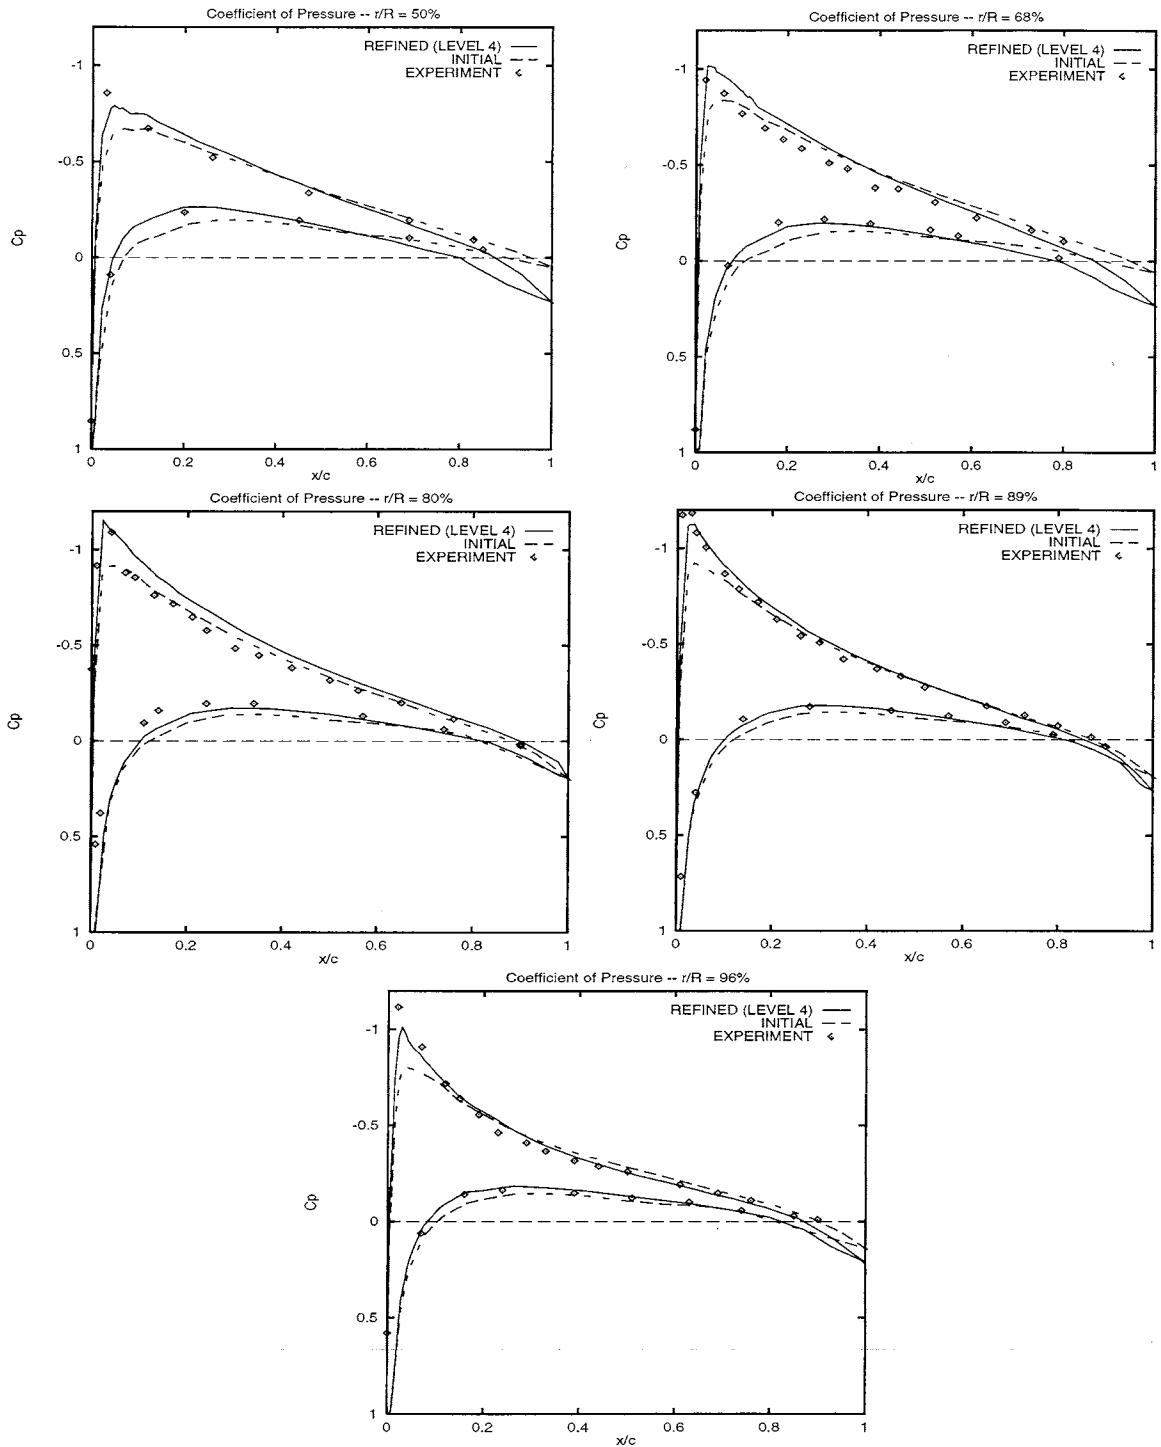 Coefficient of Pressure -- r/R = 50%
REFINED (LEVEL 4)
INITIAL
EXPERIMENT
-1
-0.5
0
0.5
1
Cp
0
0.2
0.4
0.6
0.8
1
x/c
Coefficient of Pressure -- r/R = 68%
REFINED (LEVEL 4)
INITIAL
EXPERIMENT
-1
-0.5
0
0.5
1
Cp
0
0.2
0.4
0.6
0.8
1
x/c
Coefficient of Pressure -- r/R = 80%
REFINED (LEVEL 4)
INITIAL
EXPERIMENT
-1
-0.5
0
0.5
1
Cp
0
0.2
0.4
0.6
0.8
1
x/c
Coefficient of Pressure -- r/R = 89%
REFINED (LEVEL 4)
INITIAL
EXPERIMENT
-1
-0.5
0
0.5
1
Cp
0
0.2
0.4
0.6
0.8
1
x/c
Coefficient of Pressure -- r/R = 96%
REFINED (LEVEL 4)
INITIAL
EXPERIMENT
-1
-0.5
0
0.5
1
Cp
0
0.2
0.4
0.6
0.8
1
x/c